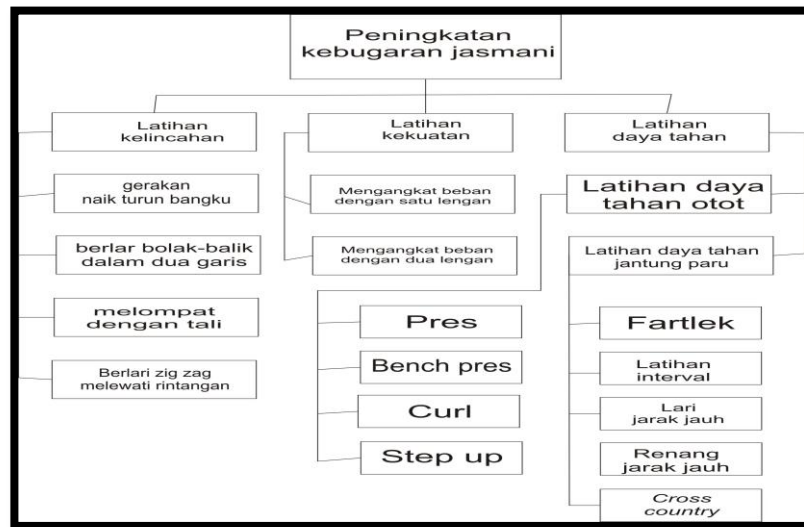 Peningkatan
kebugaran jasmani
Latihan
kelincahan
gerakan
naik turun bangku
berlar bolak-balik
dalam dua garis
melompat
dengan tali
Berlari zig zag
melewati rintangan
Latihan
kekuatan
Mengangkat beban
dengan satu lengan
Mengangkat beban
dengan dua lengan
Latihan
daya tahan
Latihan daya
tahan otot
Pres
Bench pres
Curl
Step up
Latihan daya tahan
jantung paru
Fartlek
Latihan
interval
Lari
jarak jauh
Renang
jarak jauh
Cross
country